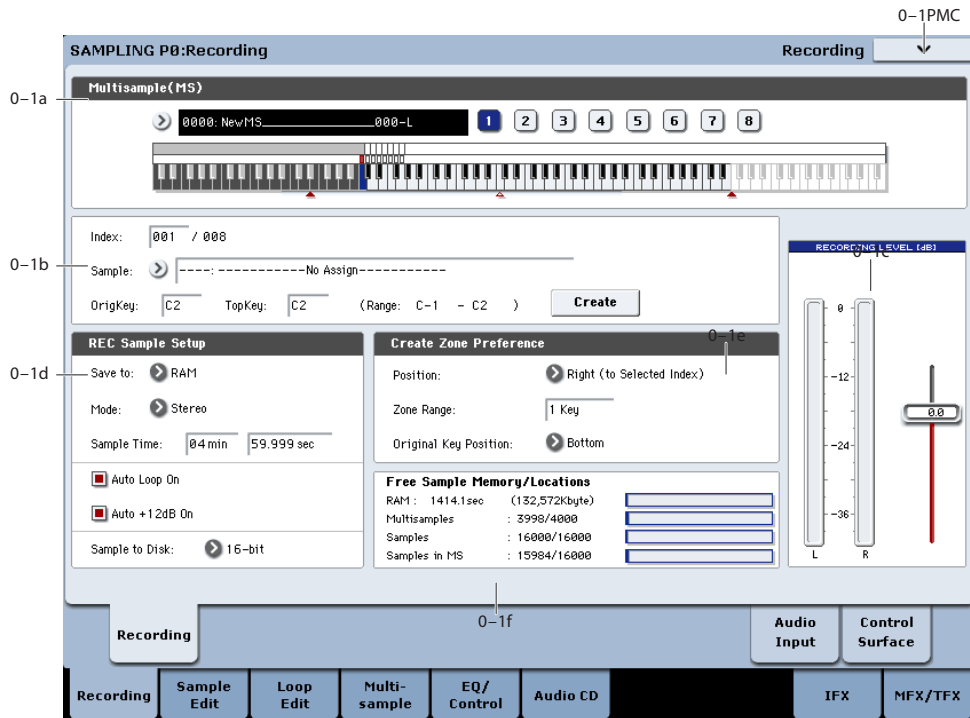 0-1PMC
SAMPLING P0:Recording
Recording
0-1a
Multisample(MS)
0000: NewMS_______________000-L
1 2 3 4 5 6 7 8
0-1b
Index: 001 / 008
Sample: ----: -----------No Assign-----------
OrigKey: C2 TopKey: C2 (Range: C-1 - C2 ) Create
RECORDING LEVEL [dB]
0-1c
0
-12
-24
-36
L R
0.0
0-1d
REC Sample Setup
Save to: RAM
Mode: Stereo
Sample Time: 04 min 59.999 sec
Auto Loop On
Auto +12dB On
Sample to Disk: 16-bit
0-1e
Create Zone Preference
Position: Right (to Selected Index)
Zone Range: 1 Key
Original Key Position: Bottom
Free Sample Memory/Locations
RAM : 1414.1sec (132,572Kbyte)
Multisamples : 3998/4000
Samples : 16000/16000
Samples in MS : 15984/16000
0-1f
Recording
Audio Input
Control Surface
Recording
Sample Edit
Loop Edit
Multi-sample
EQ/ Control
Audio CD
IFX
MFX/TFX